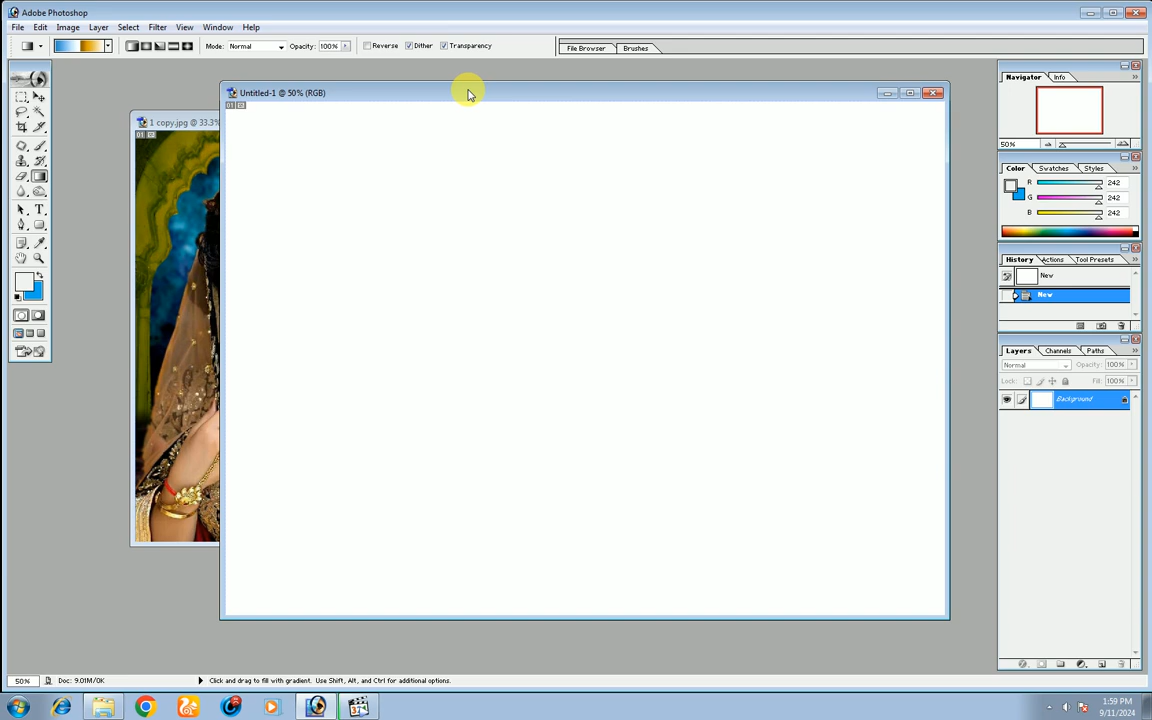 Adobe Photoshop
File Edit Image Layer Select Filter View Window Help
Mode: Normal Opacity: 100% Reverse Dither Transparency File Browser Brushes
1 copy.jpg @ 33.3%
Untitled-1 @ 50% (RGB)
01
01
Navigator Info
50%
Color Swatches Styles
R 242
G 242
B 242
History Actions Tool Presets
New
New
Layers Channels Paths
Normal Opacity: 100%
Lock: Fill: 100%
Background
50% Doc: 9.01M/0K Click and drag to fill with gradient. Use Shift, Alt, and Ctrl for additional options.
1:59 PM
9/11/2024